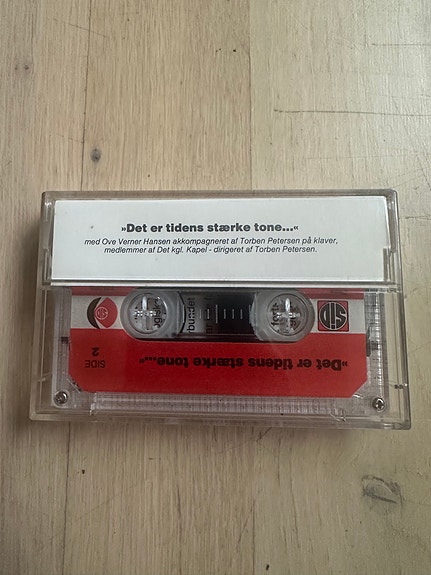 »Det er tidens stærke tone...«
med Ove Verner Hansen akkompagneret af Torben Petersen på klaver,
medlemmer af Det kgl. Kapel - dirigeret af Torben Petersen.
SID
»Det er tidens stærke tone...«
SIDE
2